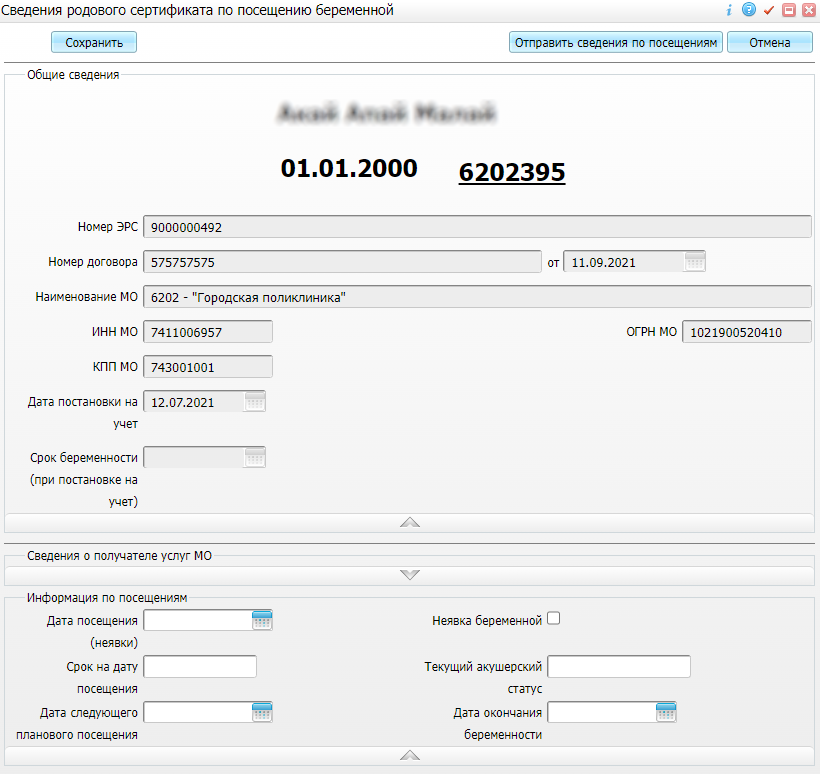 Сведения родового сертификата по посещению беременной
Сохранить
Отправить сведения по посещениям
Отмена
Общие сведения
01.01.2000 6202395
Номер ЭРС 9000000492
Номер договора 575757575 от 11.09.2021
Наименование МО 6202 - "Городская поликлиника"
ИНН МО 7411006957 ОГРН МО 1021900520410
КПП МО 743001001
Дата постановки на 12.07.2021
учет
Срок беременности
(при постановке на
учет)
Сведения о получателе услуг МО
Информация по посещениям
Дата посещения
(неявки)
Неявка беременной
Срок на дату
посещения
Текущий акушерский
статус
Дата следующего
планового посещения
Дата окончания
беременности